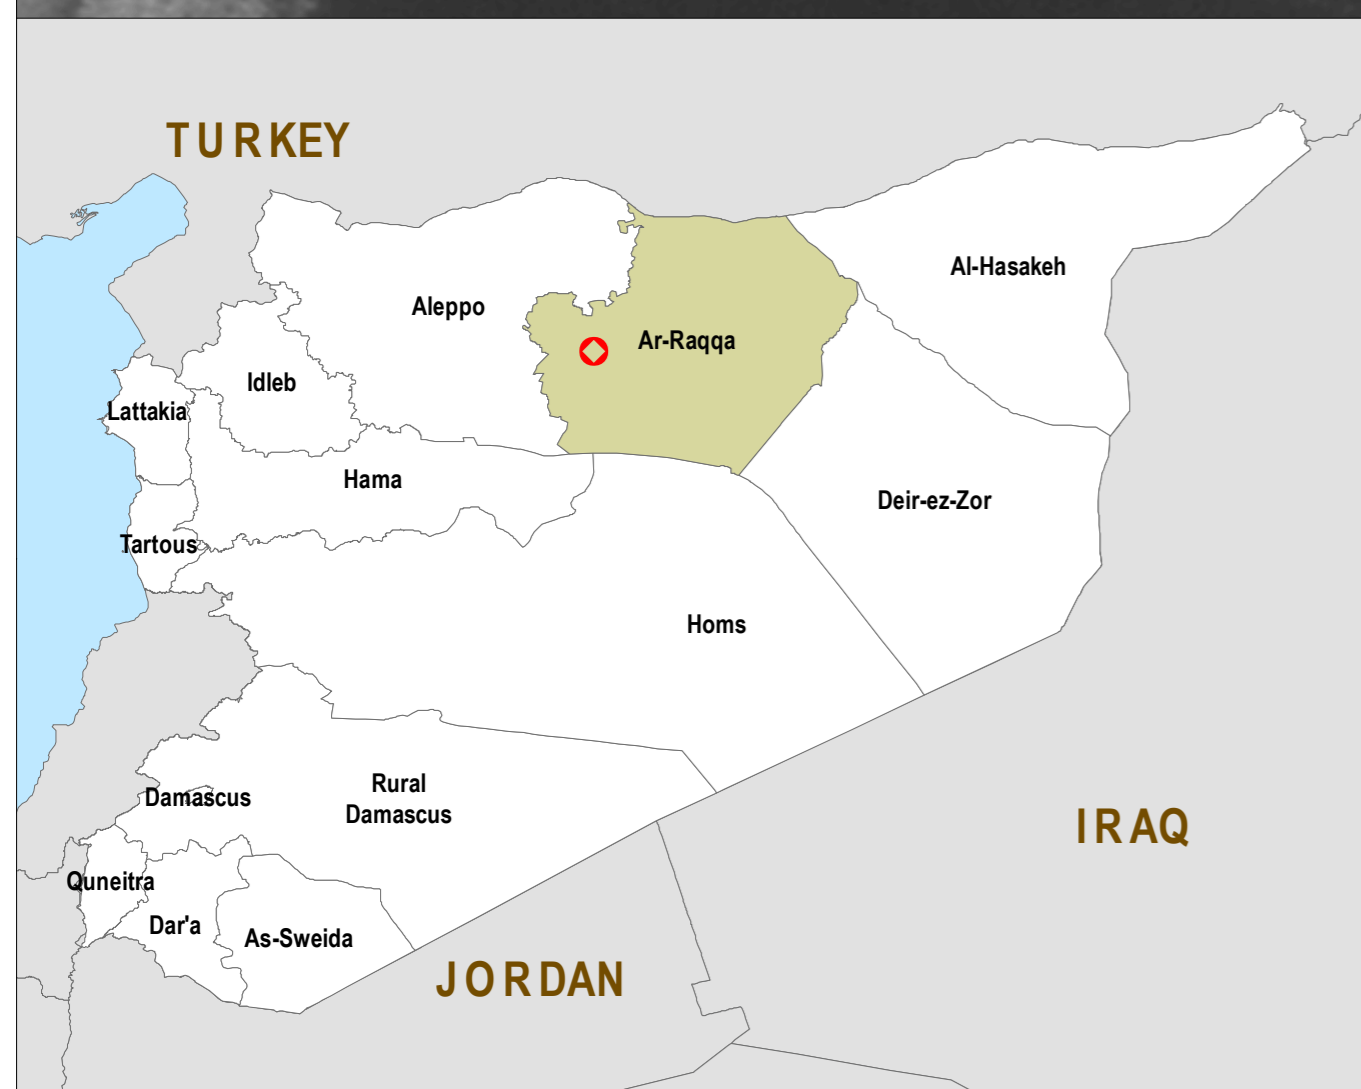 TURKEY
Al-Hasakeh
Aleppo
Ar-Raqqa
Idleb
Lattakia
Hama
Deir-ez-Zor
Tartous
Homs
Rural
Damascus
Damascus
IRAQ
Quneitra
Dar'a
As-Sweida
JORDAN